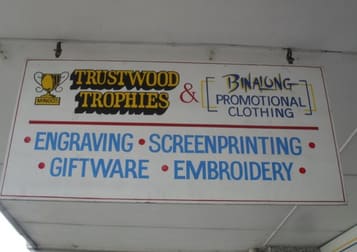 TRUSTWOOD
TROPHIES
&
BINALONG
PROMOTIONAL
CLOTHING
• ENGRAVING • SCREENPRINTING •
• GIFTWARE • EMBROIDERY •